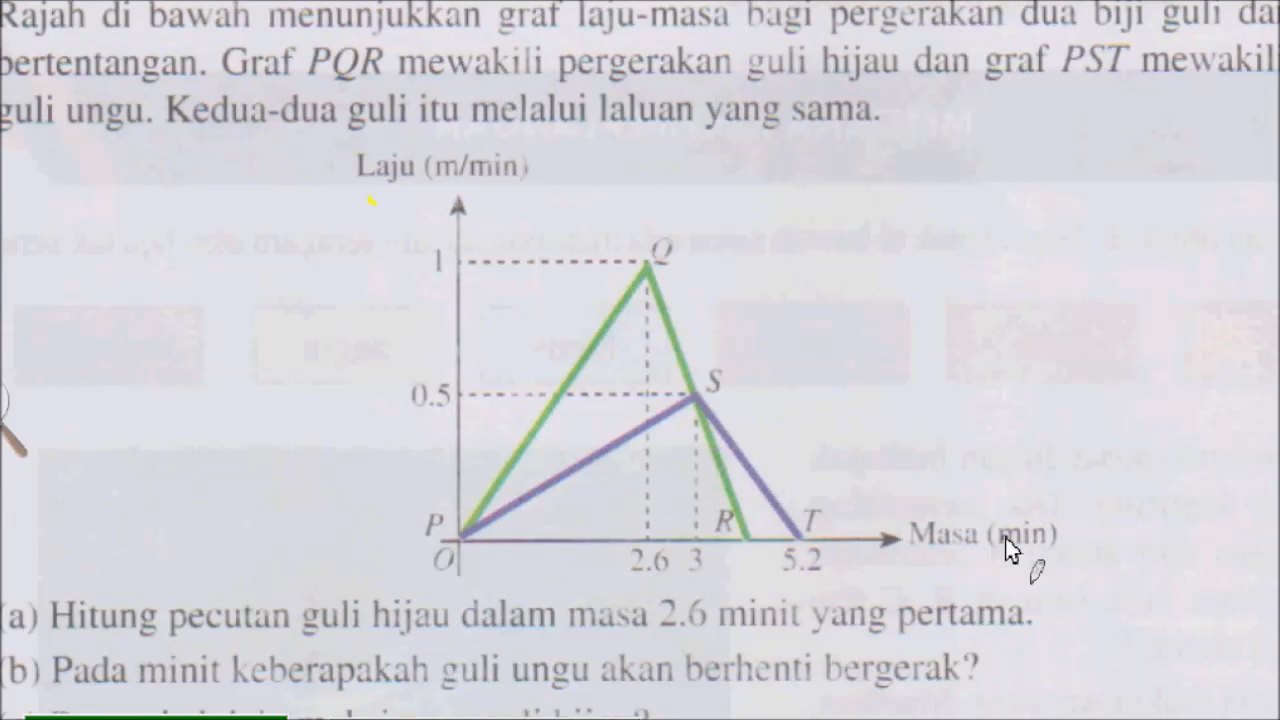 Rajah di bawah menunjukkan graf laju-masa bagi pergerakan dua biji guli
pertentangan. Graf PQR mewakili pergerakan guli hijau dan graf PST
guli ungu. Kedua-dua guli itu melalui laluan yang sama.
Laju (m/min)
Q
1
S
0.5
P
R
T
Masa (min)
O
2.6
3
5.2
(a) Hitung pecutan guli hijau dalam masa 2.6 minit yang pertama.
(b) Pada minit keberapakah guli ungu akan berhenti bergerak?